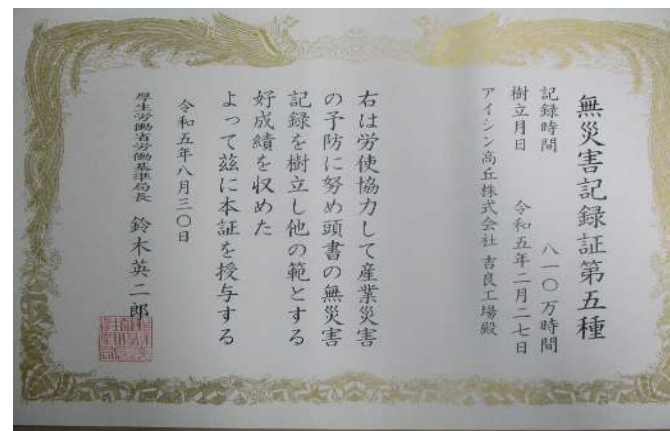 無災害記録証第五種
記録時間 八一〇万時間
樹立月日 令和五年二月二七日
アイシン高丘株式会社 吉良工場殿
右は労使協力して産業災害
の予防に努め頭書の無災害
記録を樹立し他の範とする
好成績を収めた
よって茲に本証を授与する
令和五年八月三〇日
厚生労働省労働基準局長 鈴木英二郎